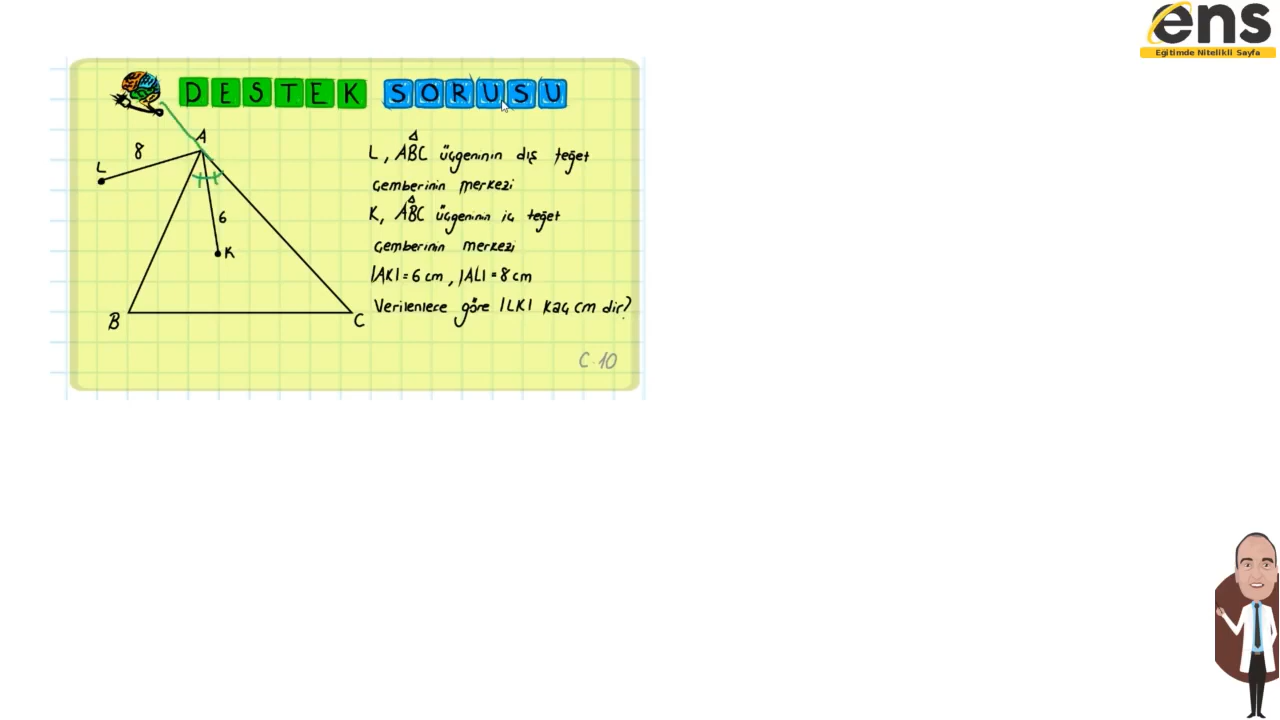 ens
Eğitimde Nitelikli Sayfa
DESTEK SORUSU
A
8
L
6
K
B
C
L, ABC üçgeninin dış teğet
çemberinin merkezi
K, ABC üçgeninin iç teğet
çemberinin merkezi
|AK| = 6 cm, |AL| = 8 cm
Verilenlere göre |LK| kaç cm dir?
C.10